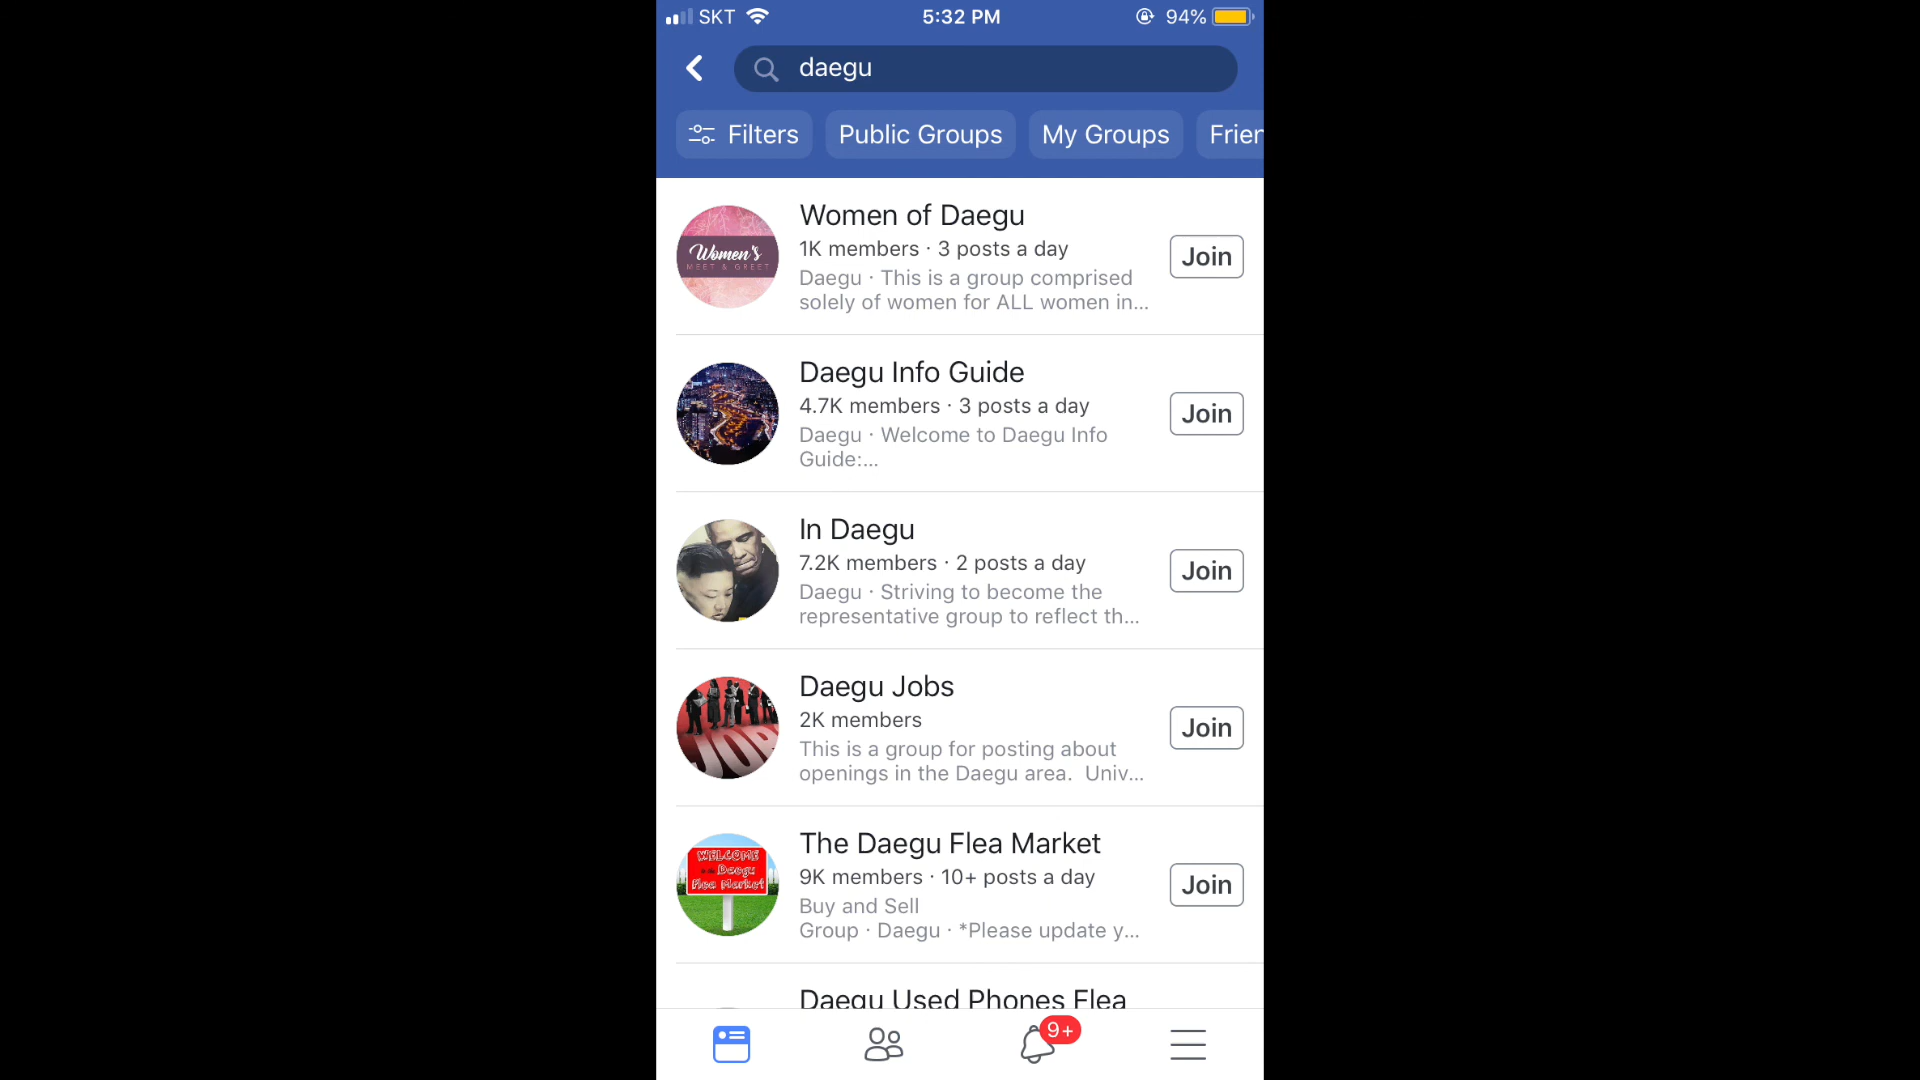 SKT 5:32 PM 94%
daegu
Filters Public Groups My Groups Frien
Women's
MEET & GREET
Women of Daegu
1K members · 3 posts a day
Daegu · This is a group comprised
solely of women for ALL women in...
Join
Daegu Info Guide
4.7K members · 3 posts a day
Daegu · Welcome to Daegu Info
Guide:...
Join
In Daegu
7.2K members · 2 posts a day
Daegu · Striving to become the
representative group to reflect th...
Join
JOB
Daegu Jobs
2K members
This is a group for posting about
openings in the Daegu area. Univ...
Join
WELCOME
Daegu
Flea Market
The Daegu Flea Market
9K members · 10+ posts a day
Buy and Sell
Group · Daegu · *Please update y...
Join
Daegu Used Phones Flea
9+